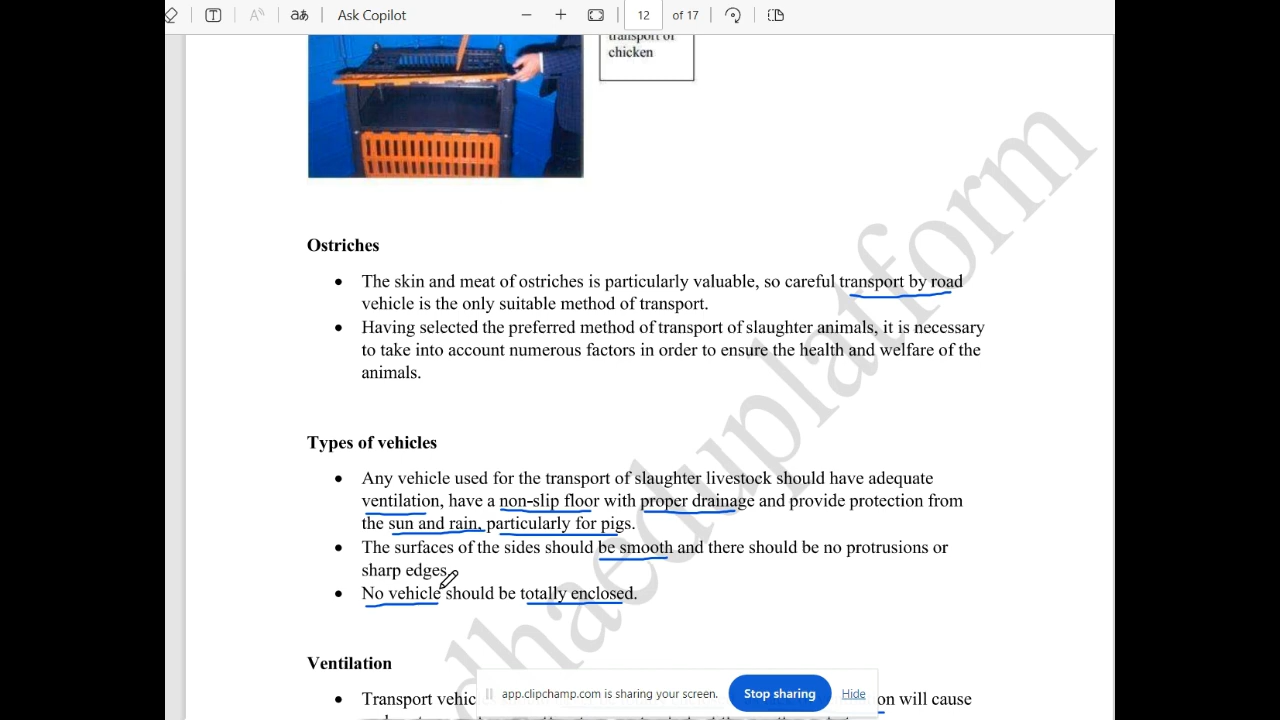 Ask Copilot
12 of 17
transport of
chicken
Ostriches
• The skin and meat of ostriches is particularly valuable, so careful transport by road
vehicle is the only suitable method of transport.
• Having selected the preferred method of transport of slaughter animals, it is necessary
to take into account numerous factors in order to ensure the health and welfare of the
animals.
Types of vehicles
• Any vehicle used for the transport of slaughter livestock should have adequate
ventilation, have a non-slip floor with proper drainage and provide protection from
the sun and rain, particularly for pigs.
• The surfaces of the sides should be smooth and there should be no protrusions or
sharp edges.
• No vehicle should be totally enclosed.
Ventilation
app.clipchamp.com is sharing your screen. Stop sharing Hide
• Transport on will cause
dhaeduplatform